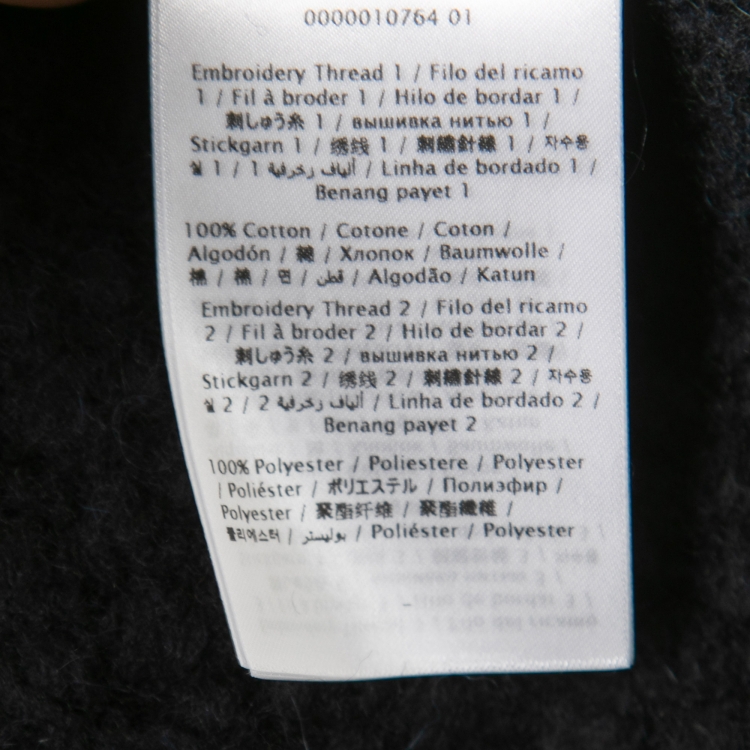 0000010764 01
Embroidery Thread 1 / Filo del ricamo
1 / Fil à broder 1 / Hilo de bordar 1 /
刺しゅう糸 1 / вышивка нитью 1 /
Stickgarn 1 / 绣线 1 / 刺繡針線 1 / 자수용
실 1 / ألياف زخرفية 1 / Linha de bordado 1 /
Benang payet 1
100% Cotton / Cotone / Coton /
Algodón / 綿 / Хлопок / Baumwolle /
棉 / 棉 / 면 / قطن / Algodão / Katun
Embroidery Thread 2 / Filo del ricamo
2 / Fil à broder 2 / Hilo de bordar 2 /
刺しゅう糸 2 / вышивка нитью 2 /
Stickgarn 2 / 绣线 2 / 刺繡針線 2 / 자수용
실 2 / ألياف زخرفية 2 / Linha de bordado 2 /
Benang payet 2
100% Polyester / Poliestere / Polyester
/ Poliéster / ポリエステル / Полиэфир /
Polyester / 聚酯纤维 / 聚酯纖維 /
폴리에스터 / بوليستر / Poliéster / Polyester